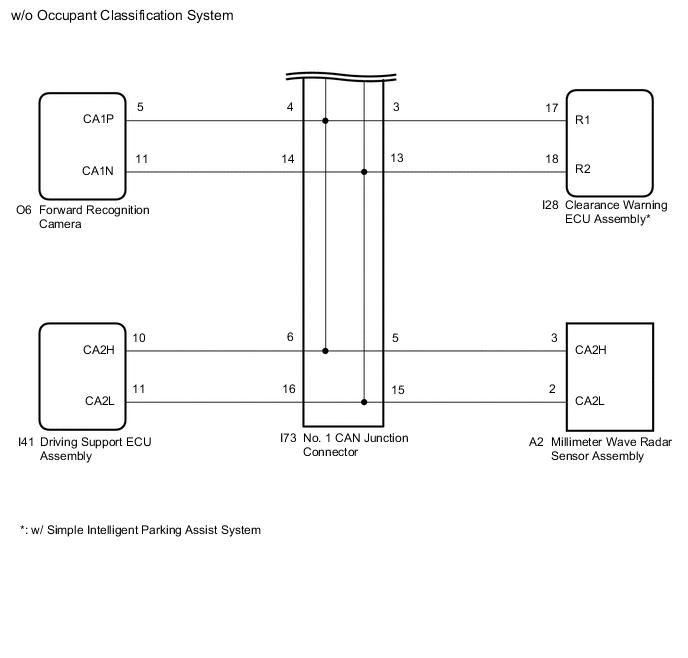 w/o Occupant Classification System
5
4
3
17
CA1P
R1
11
14
13
18
CA1N
R2
O6 Forward Recognition
Camera
I28 Clearance Warning
ECU Assembly*
10
6
5
3
CA2H
CA2H
11
16
15
2
CA2L
CA2L
I41 Driving Support ECU
Assembly
I73 No. 1 CAN Junction
Connector
A2 Millimeter Wave Radar
Sensor Assembly
*: w/ Simple Intelligent Parking Assist System